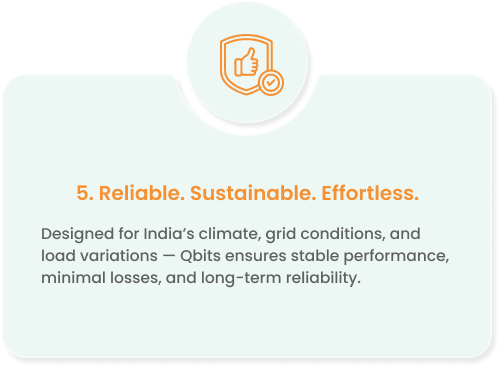 5. Reliable. Sustainable. Effortless.
Designed for India’s climate, grid conditions, and
load variations — Qbits ensures stable performance,
minimal losses, and long-term reliability.